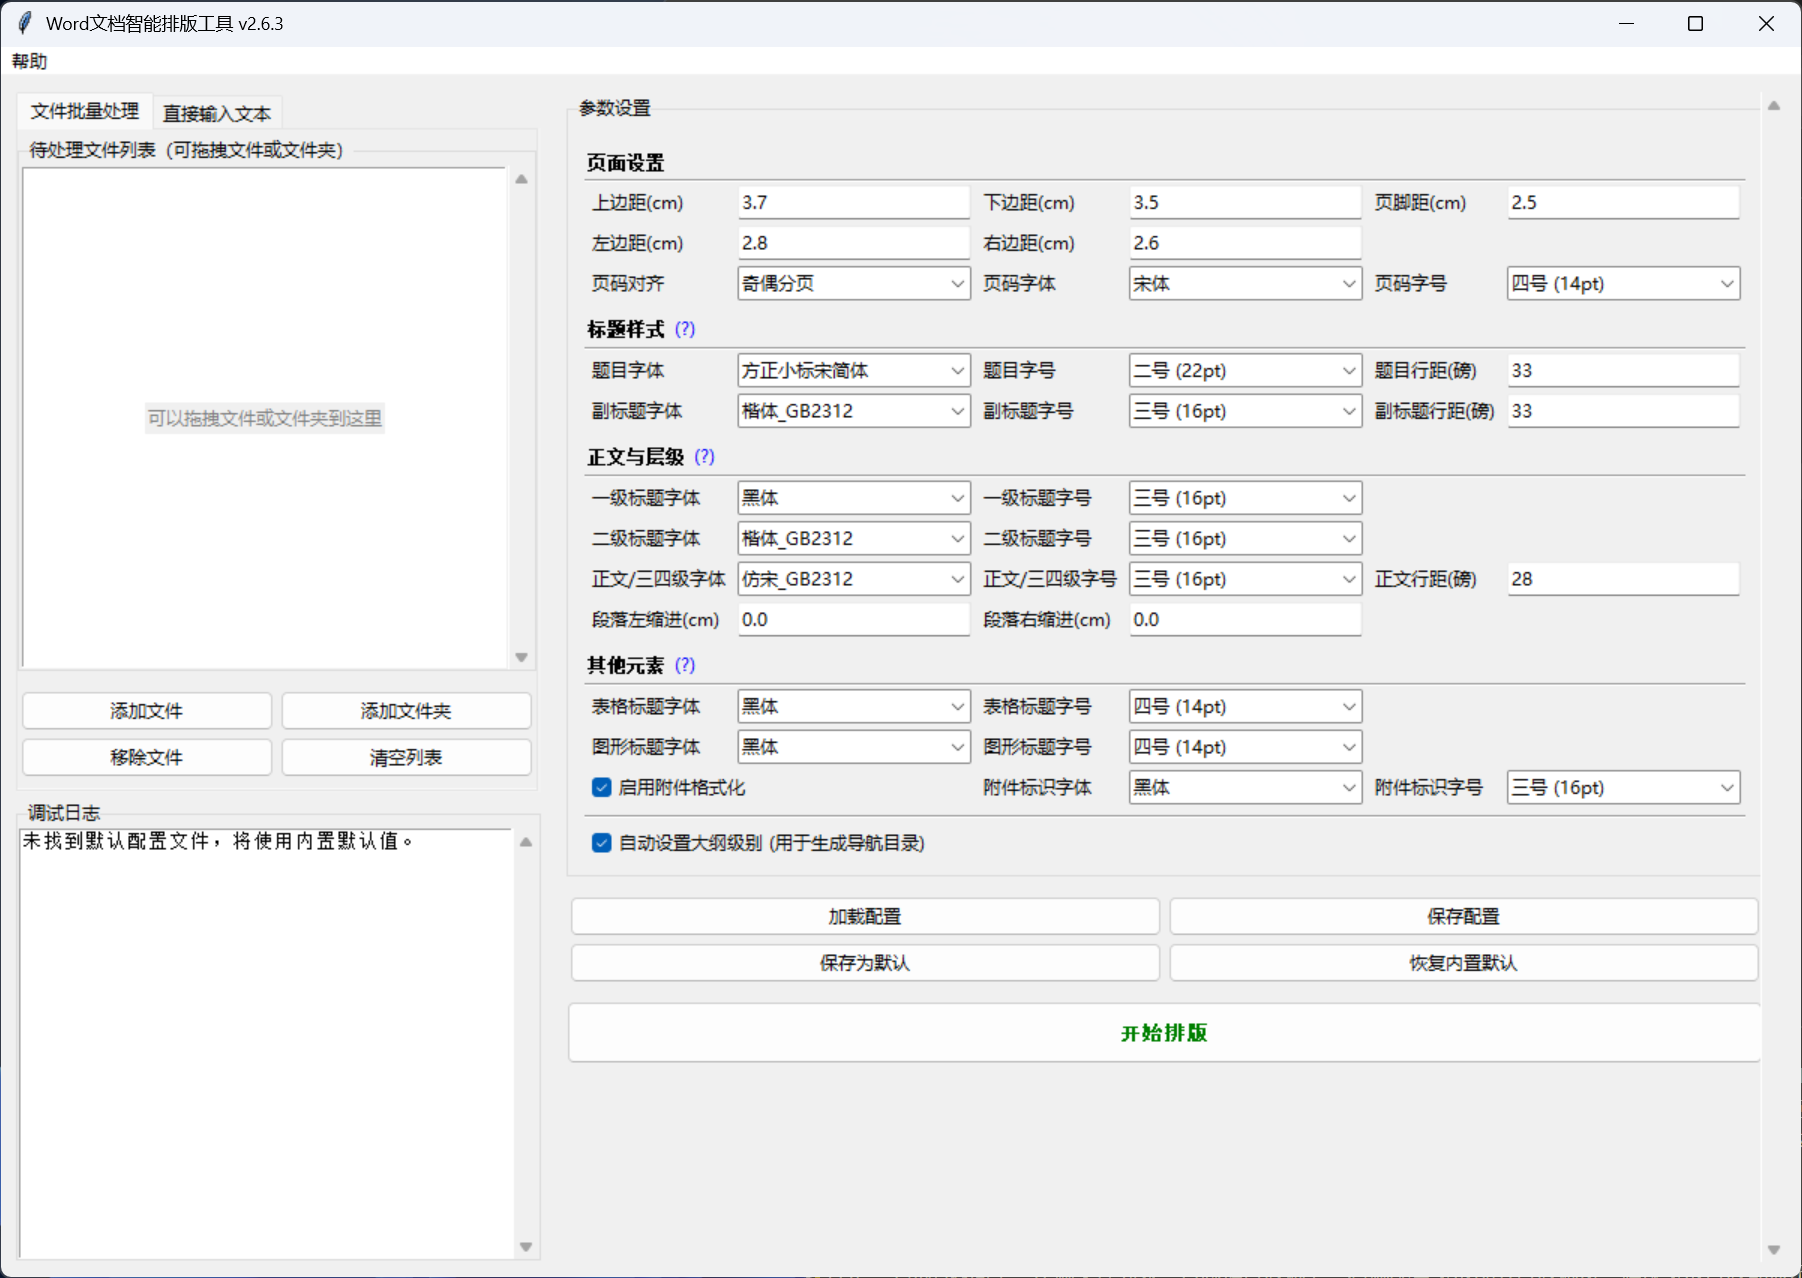 Word文档智能排版工具 v2.6.3
帮助
文件批量处理 直接输入文本
待处理文件列表 (可拖拽文件或文件夹)
可以拖拽文件或文件夹到这里
添加文件 添加文件夹
移除文件 清空列表
调试日志
未找到默认配置文件，将使用内置默认值。
参数设置
页面设置
上边距(cm) 3.7 下边距(cm) 3.5 页脚距(cm) 2.5
左边距(cm) 2.8 右边距(cm) 2.6
页码对齐 奇偶分页 页码字体 宋体 页码字号 四号 (14pt)
标题样式 (?)
题目字体 方正小标宋简体 题目字号 二号 (22pt) 题目行距(磅) 33
副标题字体 楷体_GB2312 副标题字号 三号 (16pt) 副标题行距(磅) 33
正文与层级 (?)
一级标题字体 黑体 一级标题字号 三号 (16pt)
二级标题字体 楷体_GB2312 二级标题字号 三号 (16pt)
正文/三四级字体 仿宋_GB2312 正文/三四级字号 三号 (16pt) 正文行距(磅) 28
段落左缩进(cm) 0.0 段落右缩进(cm) 0.0
其他元素 (?)
表格标题字体 黑体 表格标题字号 四号 (14pt)
图形标题字体 黑体 图形标题字号 四号 (14pt)
启用附件格式化 附件标识字体 黑体 附件标识字号 三号 (16pt)
自动设置大纲级别 (用于生成导航目录)
加载配置 保存配置
保存为默认 恢复内置默认
开始排版